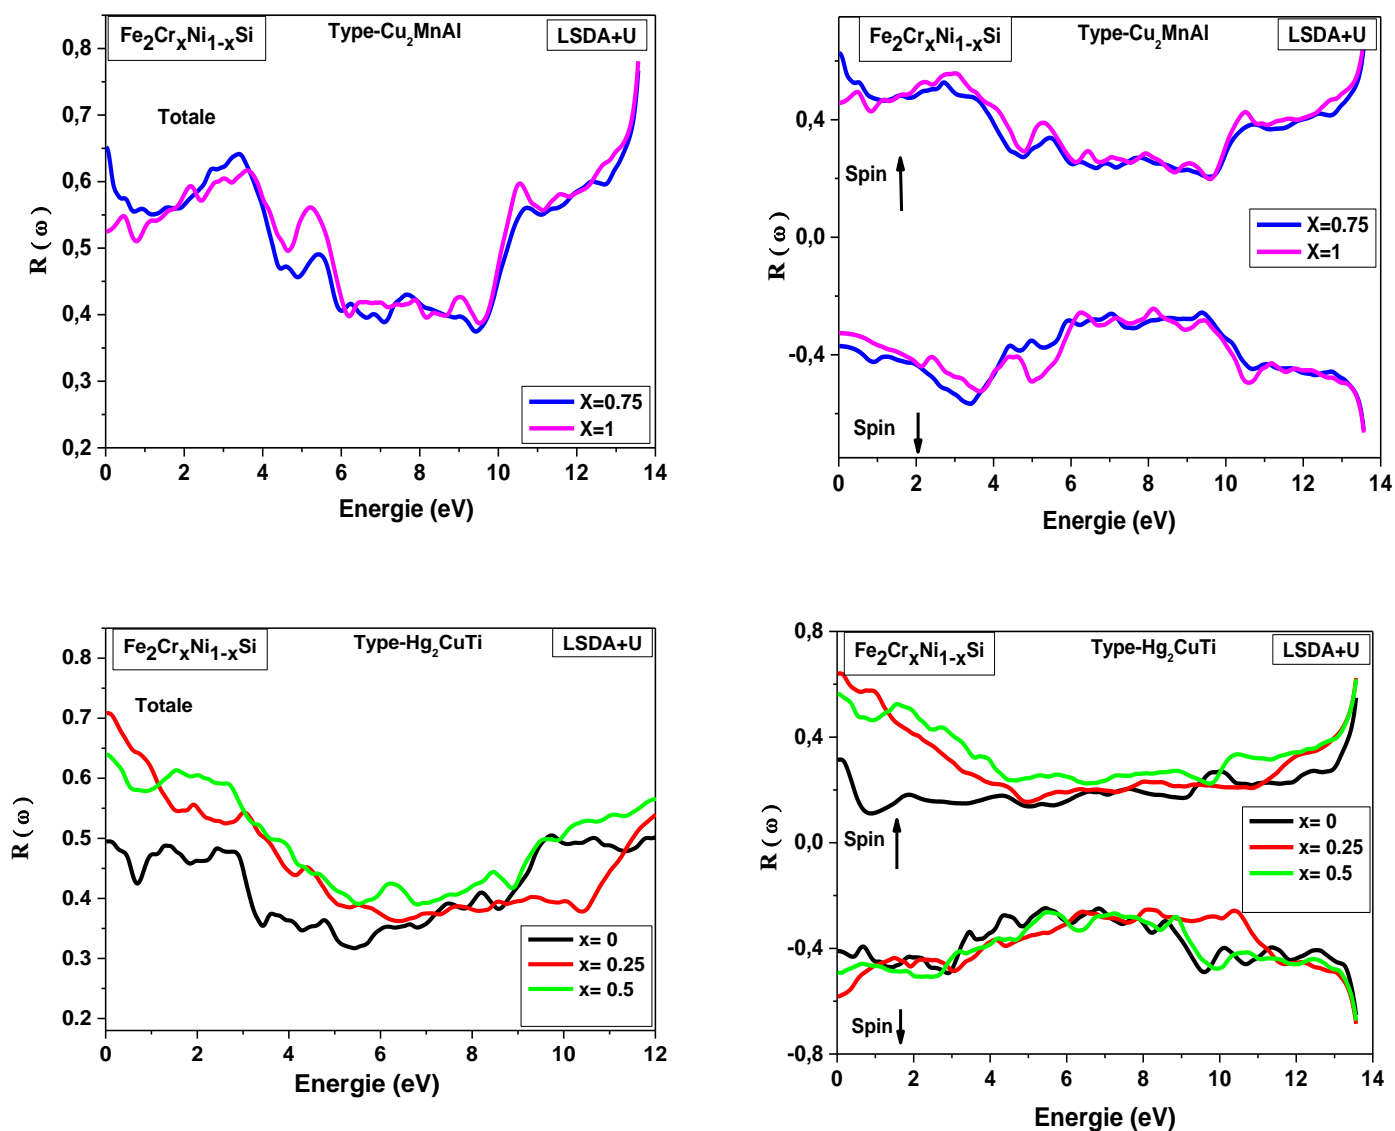 Fe₂CrₓNi₁₋ₓSi
Type-Cu₂MnAl
LSDA+U
Totale
0,8
0,7
0,6
0,5
0,4
0,3
0,2
R ( ω )
X=0.75
X=1
0 2 4 6 8 10 12 14
Energie (eV)
Fe₂CrₓNi₁₋ₓSi
Type-Cu₂MnAl
LSDA+U
0,4
0,0
-0,4
R ( ω )
Spin
X=0.75
X=1
Spin
0 2 4 6 8 10 12 14
Energie (eV)
Fe₂CrₓNi₁₋ₓSi
Type-Hg₂CuTi
LSDA+U
Totale
0.8
0.7
0.6
0.5
0.4
0.3
0.2
R ( ω )
x= 0
x= 0.25
x= 0.5
0 2 4 6 8 10 12
Energie (eV)
Fe₂CrₓNi₁₋ₓSi
Type-Hg₂CuTi
LSDA+U
0,8
0,4
0,0
-0,4
-0,8
R ( ω )
Spin
x= 0
x= 0.25
x= 0.5
Spin
0 2 4 6 8 10 12 14
Energie (eV)